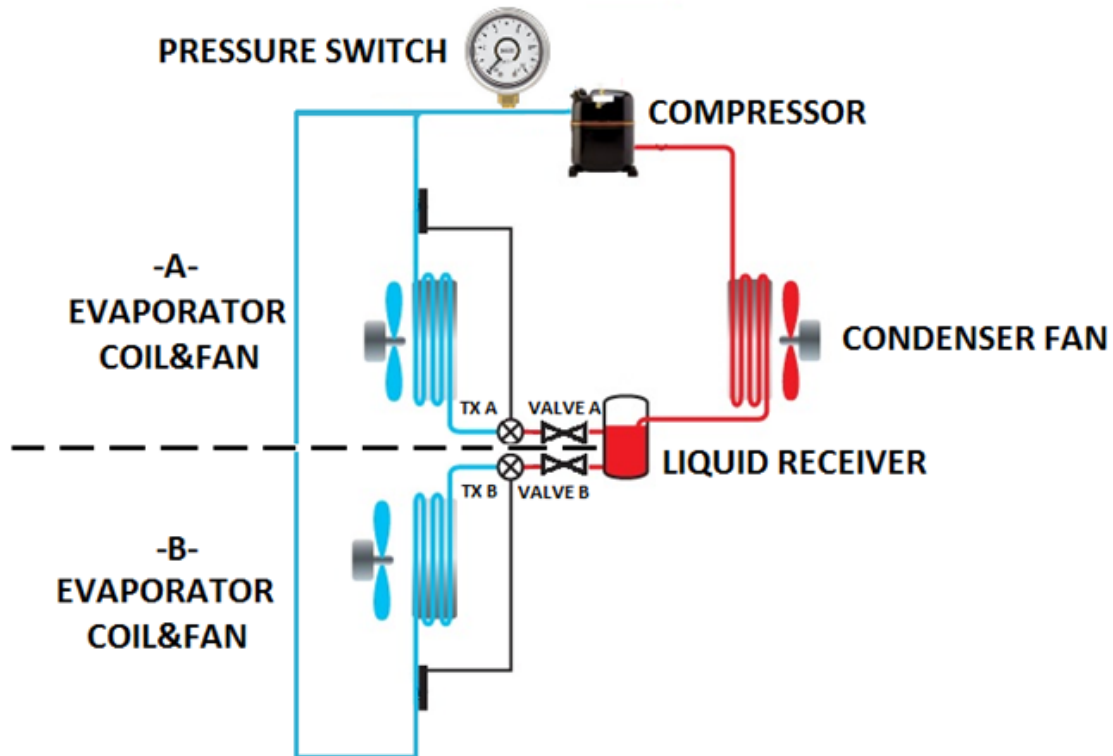 PRESSURE SWITCH
COMPRESSOR
-A-
EVAPORATOR
COIL&FAN
CONDENSER FAN
TX A
VALVE A
LIQUID RECEIVER
TX B
VALVE B
-B-
EVAPORATOR
COIL&FAN